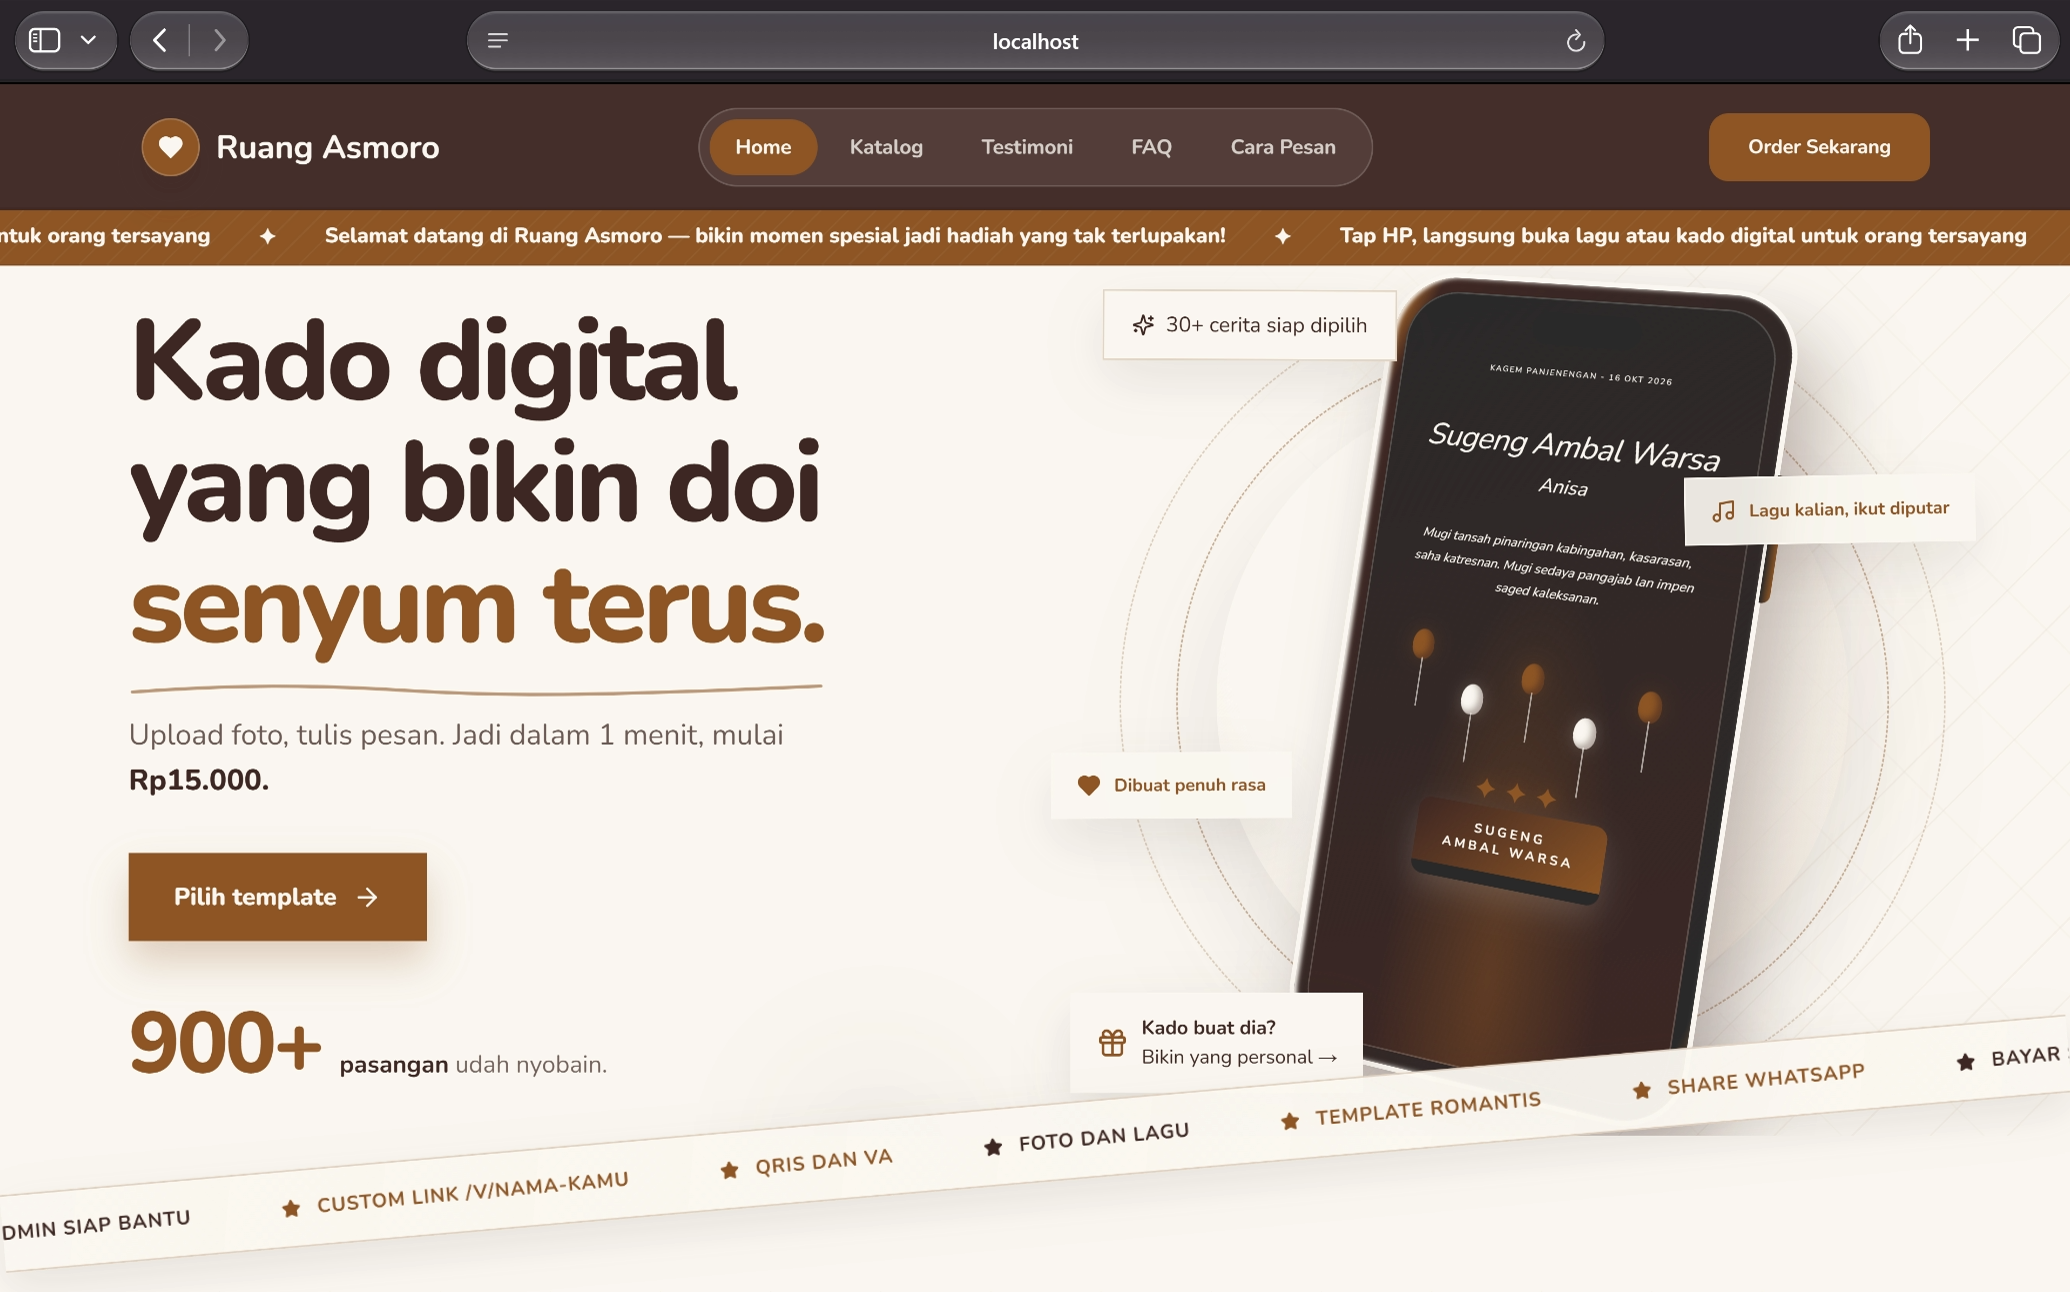 localhost
Ruang Asmoro
Home
Katalog
Testimoni
FAQ
Cara Pesan
Order Sekarang
ntuk orang tersayang ✦ Selamat datang di Ruang Asmoro — bikin momen spesial jadi hadiah yang tak terlupakan! ✦ Tap HP, langsung buka lagu atau kado digital untuk orang tersayang
Kado digital
yang bikin doi
senyum terus.
Upload foto, tulis pesan. Jadi dalam 1 menit, mulai
Rp15.000.
Pilih template →
900+ pasangan udah nyobain.
30+ cerita siap dipilih
KAGEM PANJENENGAN - 16 OKT 2026
Sugeng Ambal Warsa
Anisa
Lagu kalian, ikut diputar
Mugi tansah pinaringan kabingahan, kasarasan,
saha katresnan. Mugi sedaya pangajab lan impen
saged kaleksanan.
Dibuat penuh rasa
SUGENG
AMBAL WARSA
Kado buat dia?
Bikin yang personal →
DMIN SIAP BANTU ★ CUSTOM LINK /V/NAMA-KAMU ★ QRIS DAN VA ★ FOTO DAN LAGU ★ TEMPLATE ROMANTIS ★ SHARE WHATSAPP ★ BAYAR